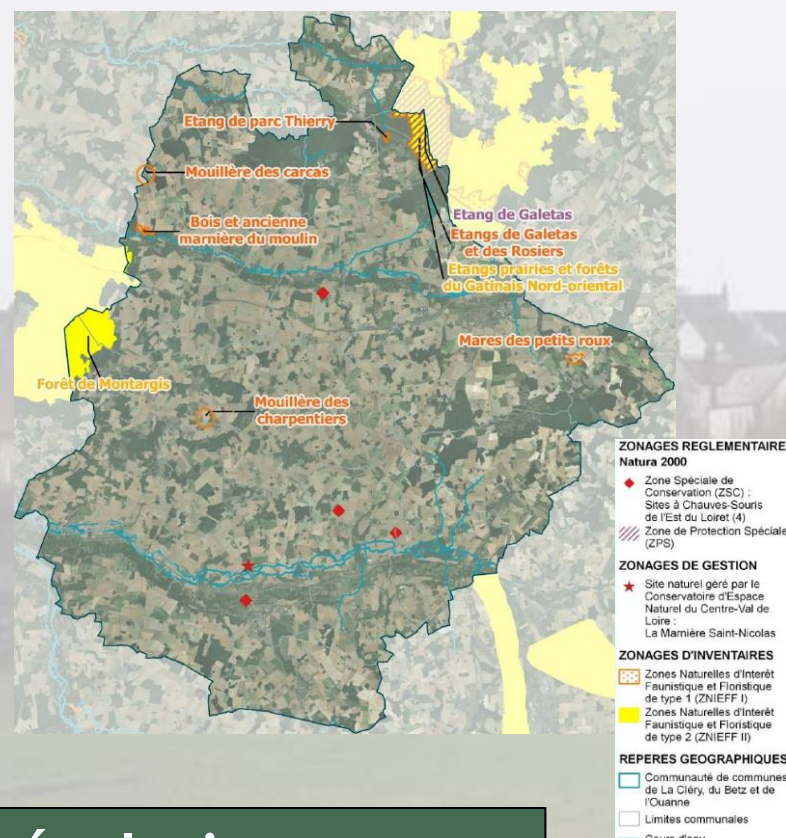 Etang de parc Thierry
Mouillère des carcas
Bois et ancienne
marnière du moulin
Etang de Galetas
Etangs de Galetas
et des Rosiers
Etangs prairies et forêts
du Gatinais Nord-oriental
Mares des petits roux
Forêt de Montargis
Mouillère des
charpentiers
ZONAGES REGLEMENTAIRE
Natura 2000
Zone Spéciale de
Conservation (ZSC) :
Sites à Chauves-Souris
de l'Est du Loiret (4)
Zone de Protection Spéciale
(ZPS)
ZONAGES DE GESTION
Site naturel géré par le
Conservatoire d'Espace
Naturel du Centre-Val de
Loire :
La Marnière Saint-Nicolas
ZONAGES D'INVENTAIRES
Zones Naturelles d'Interêt
Faunistique et Floristique
de type 1 (ZNIEFF I)
Zones Naturelles d'Interêt
Faunistique et Floristique
de type 2 (ZNIEFF II)
REPERES GEOGRAPHIQUES
Communauté de communes
de La Cléry, du Betz et de
l'Ouanne
Limites communales
Cours d'eau